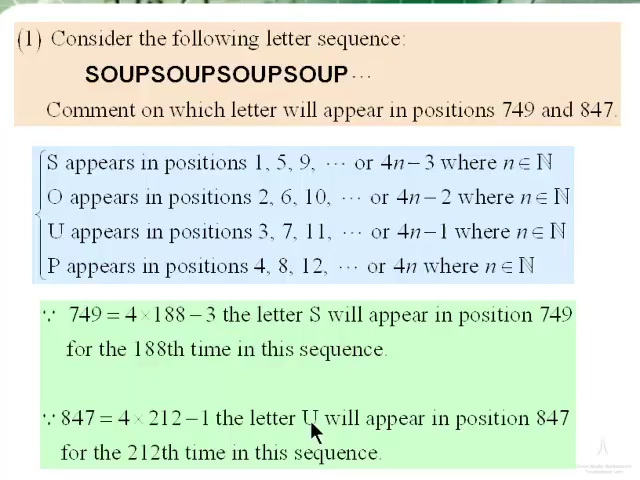 (1) Consider the following letter sequence:
SOUPSOUPSOUPSOUP⋯
Comment on which letter will appear in positions 749 and 847.
S appears in positions 1, 5, 9, ⋯ or 4n−3 where n∈ℕ
O appears in positions 2, 6, 10, ⋯ or 4n−2 where n∈ℕ
U appears in positions 3, 7, 11, ⋯ or 4n−1 where n∈ℕ
P appears in positions 4, 8, 12, ⋯ or 4n where n∈ℕ
∵ 749 = 4×188−3 the letter S will appear in position 749
for the 188th time in this sequence.
∵ 847 = 4×212−1 the letter U will appear in position 847
for the 212th time in this sequence.